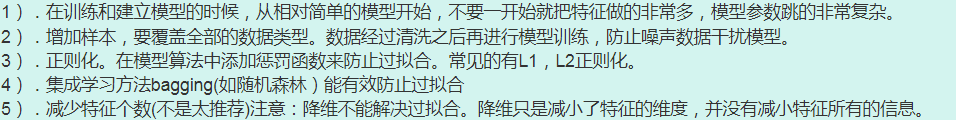 1）．在训练和建立模型的时候，从相对简单的模型开始，不要一开始就把特征做的非常多，模型参数跳的非常复杂。
2）．增加样本，要覆盖全部的数据类型。数据经过清洗之后再进行模型训练，防止噪声数据干扰模型。
3）．正则化。在模型算法中添加惩罚函数来防止过拟合。常见的有L1，L2正则化。
4）．集成学习方法bagging(如随机森林）能有效防止过拟合
5）．减少特征个数(不是太推荐)注意：降维不能解决过拟合。降维只是减小了特征的维度，并没有减小特征所有的信息。